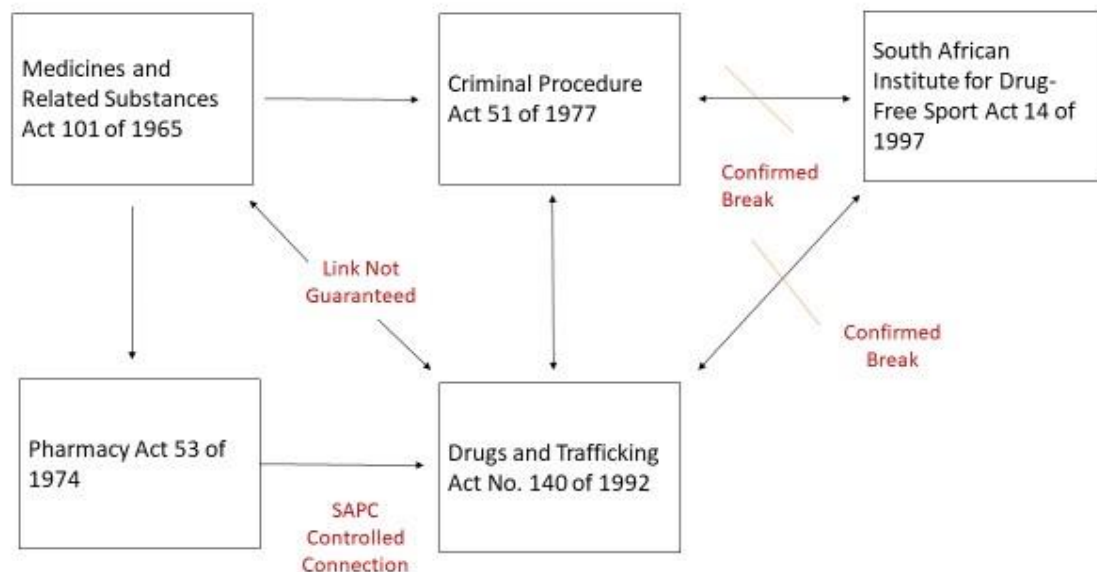 Medicines and
Related Substances
Act 101 of 1965
Criminal Procedure
Act 51 of 1977
South African
Institute for Drug-
Free Sport Act 14 of
1997
Confirmed
Break
Link Not
Guaranteed
Confirmed
Break
Pharmacy Act 53 of
1974
Drugs and Trafficking
Act No. 140 of 1992
SAPC
Controlled
Connection